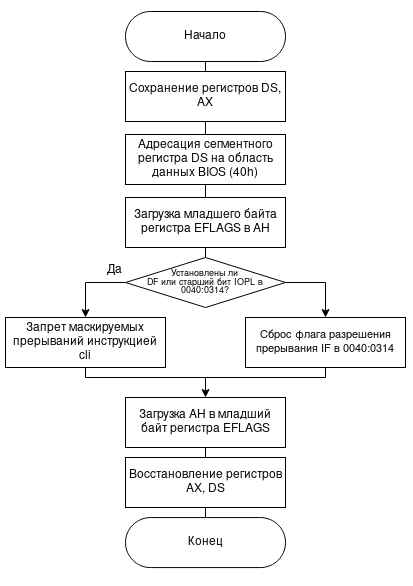 Начало
Сохранение регистров DS,
AX
Адресация сегментного
регистра DS на область
данных BIOS (40h)
Загрузка младшего байта
регистра EFLAGS в AH
Да
Установлены ли
DF или старший бит IOPL в
0040:0314?
Запрет маскируемых
прерываний инструкцией
cli
Сброс флага разрешения
прерывания IF в 0040:0314
Загрузка AH в младший
байт регистра EFLAGS
Восстановление регистров
AX, DS
Конец